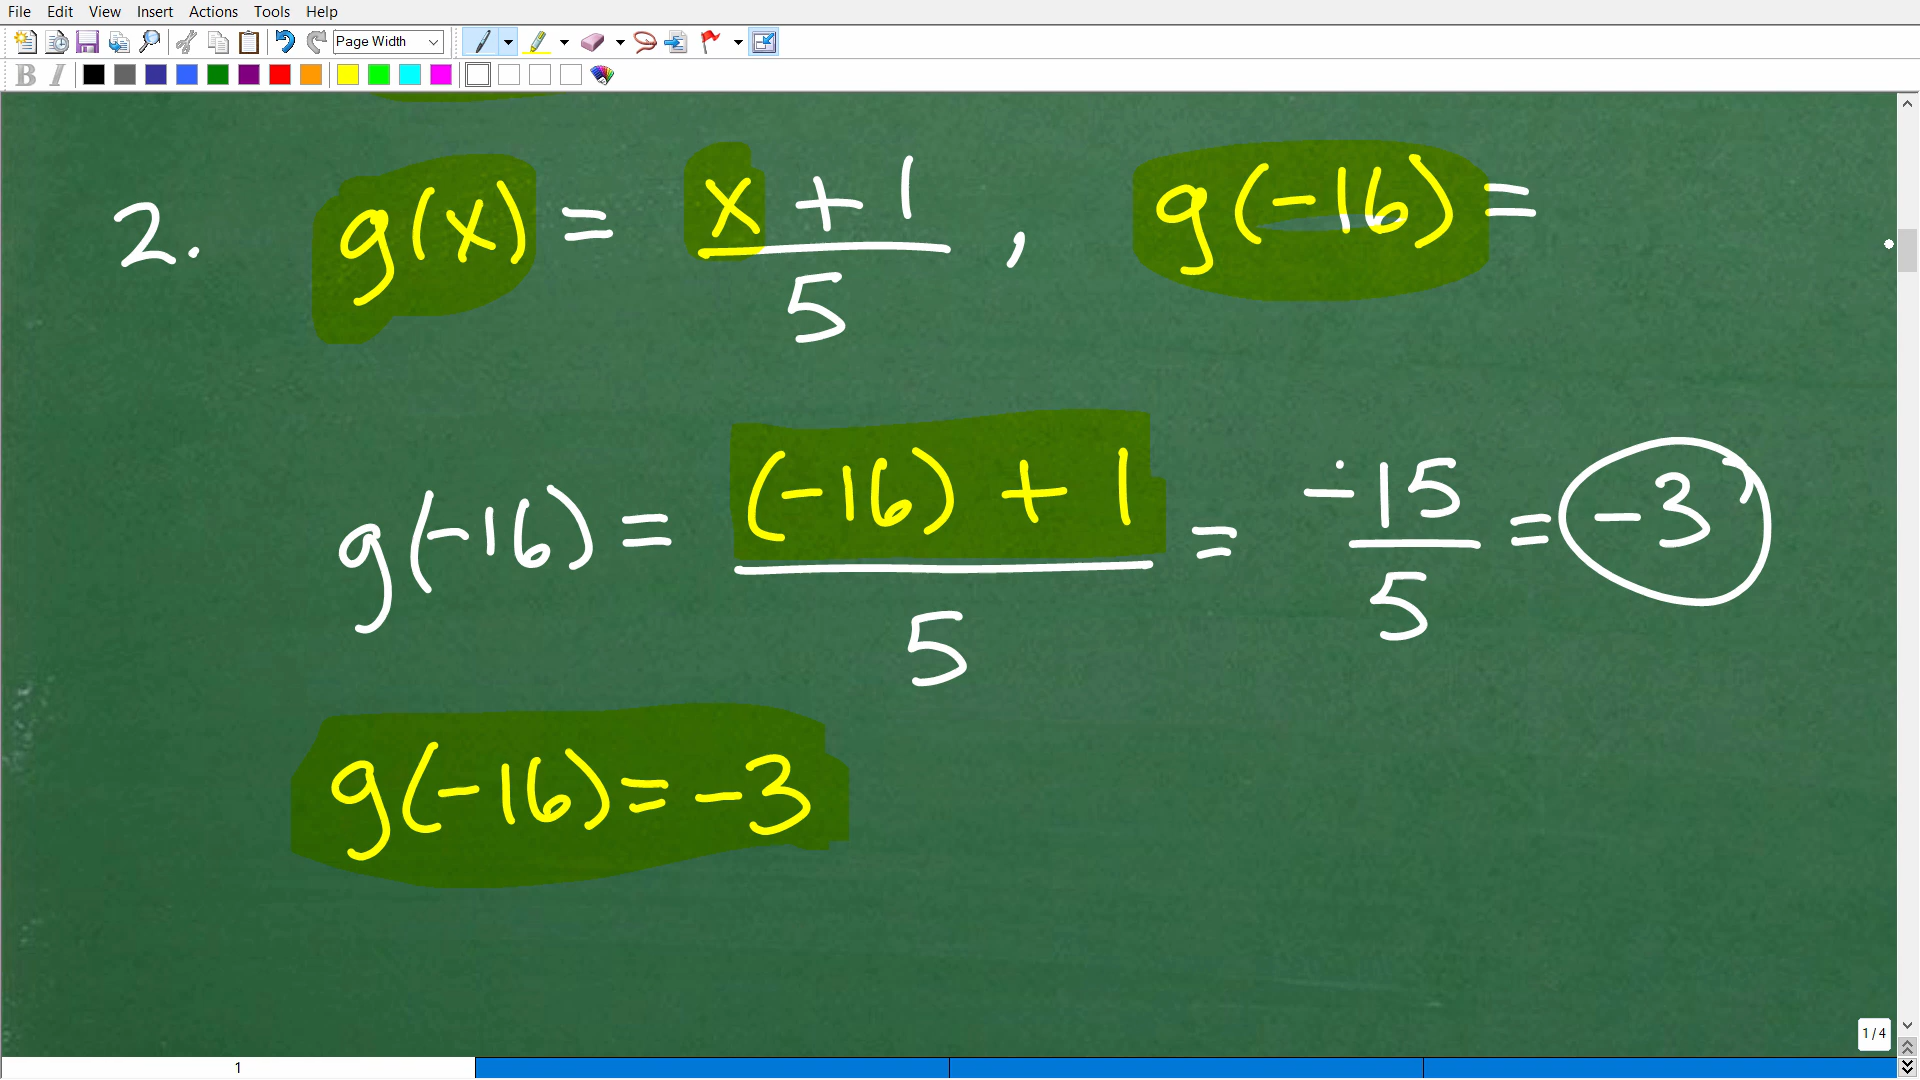 File Edit View Insert Actions Tools Help
Page Width
B I
2. g(x) = x + 1 / 5 , g(-16) =
g(-16) = (-16) + 1 / 5 = -15 / 5 = -3
g(-16) = -3
1 / 4
1